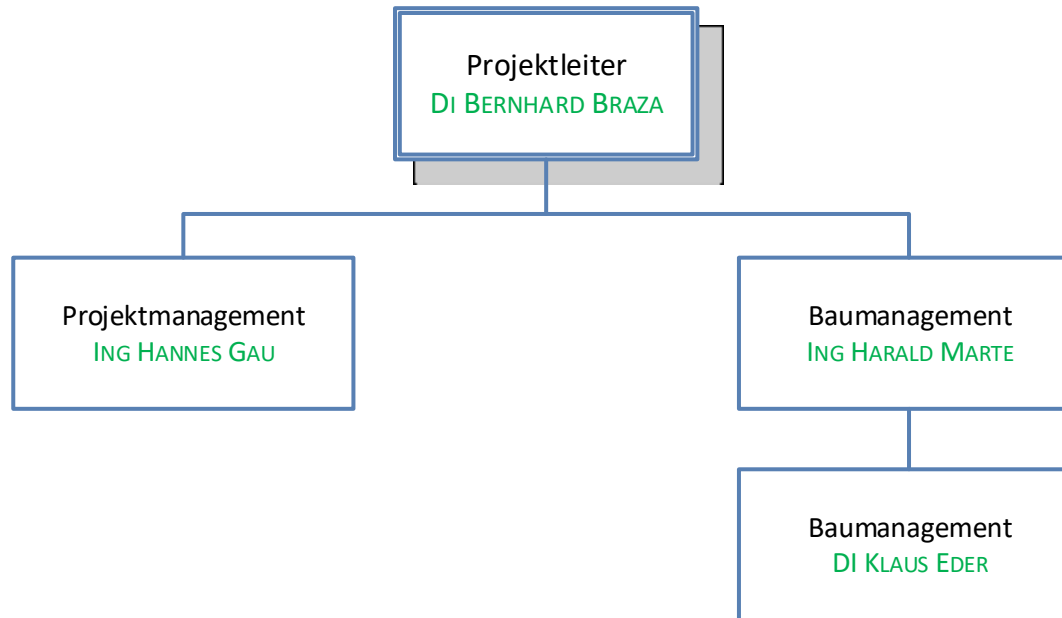 Projektleiter
DI BERNHARD BRAZA
Projektmanagement
ING HANNES GAU
Baumanagement
ING HARALD MARTE
Baumanagement
DI KLAUS EDER